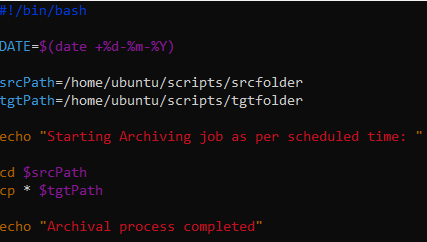 #!/bin/bash
DATE=$(date +%d-%m-%Y)
srcPath=/home/ubuntu/scripts/srcfolder
tgtPath=/home/ubuntu/scripts/tgtfolder
echo "Starting Archiving job as per scheduled time: "
cd $srcPath
cp * $tgtPath
echo "Archival process completed"